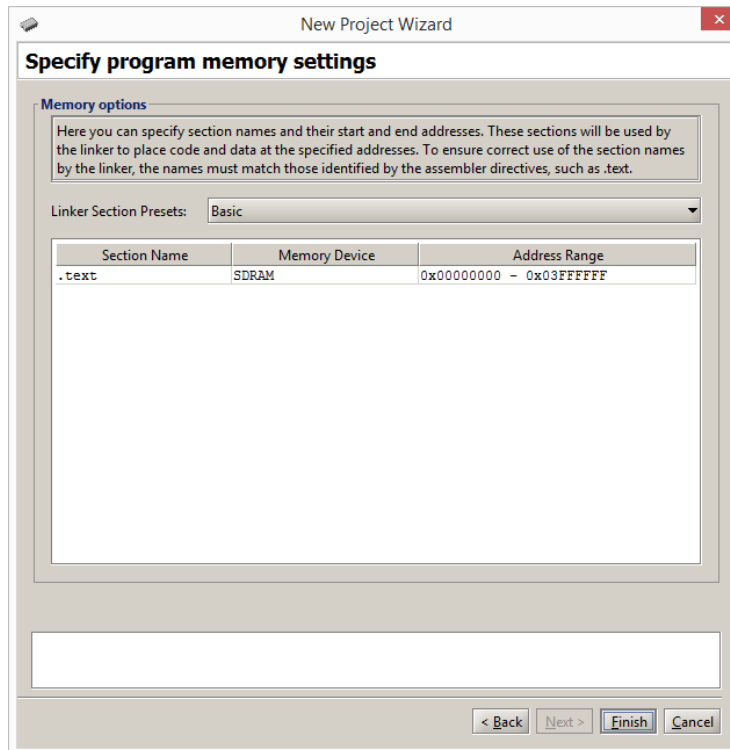 New Project Wizard
Specify program memory settings
Memory options
Here you can specify section names and their start and end addresses. These sections will be used by
the linker to place code and data at the specified addresses. To ensure correct use of the section names
by the linker, the names must match those identified by the assembler directives, such as .text.
Linker Section Presets: Basic
Section Name Memory Device Address Range
.text SDRAM 0x00000000 - 0x03FFFFFF
< Back Next > Finish Cancel